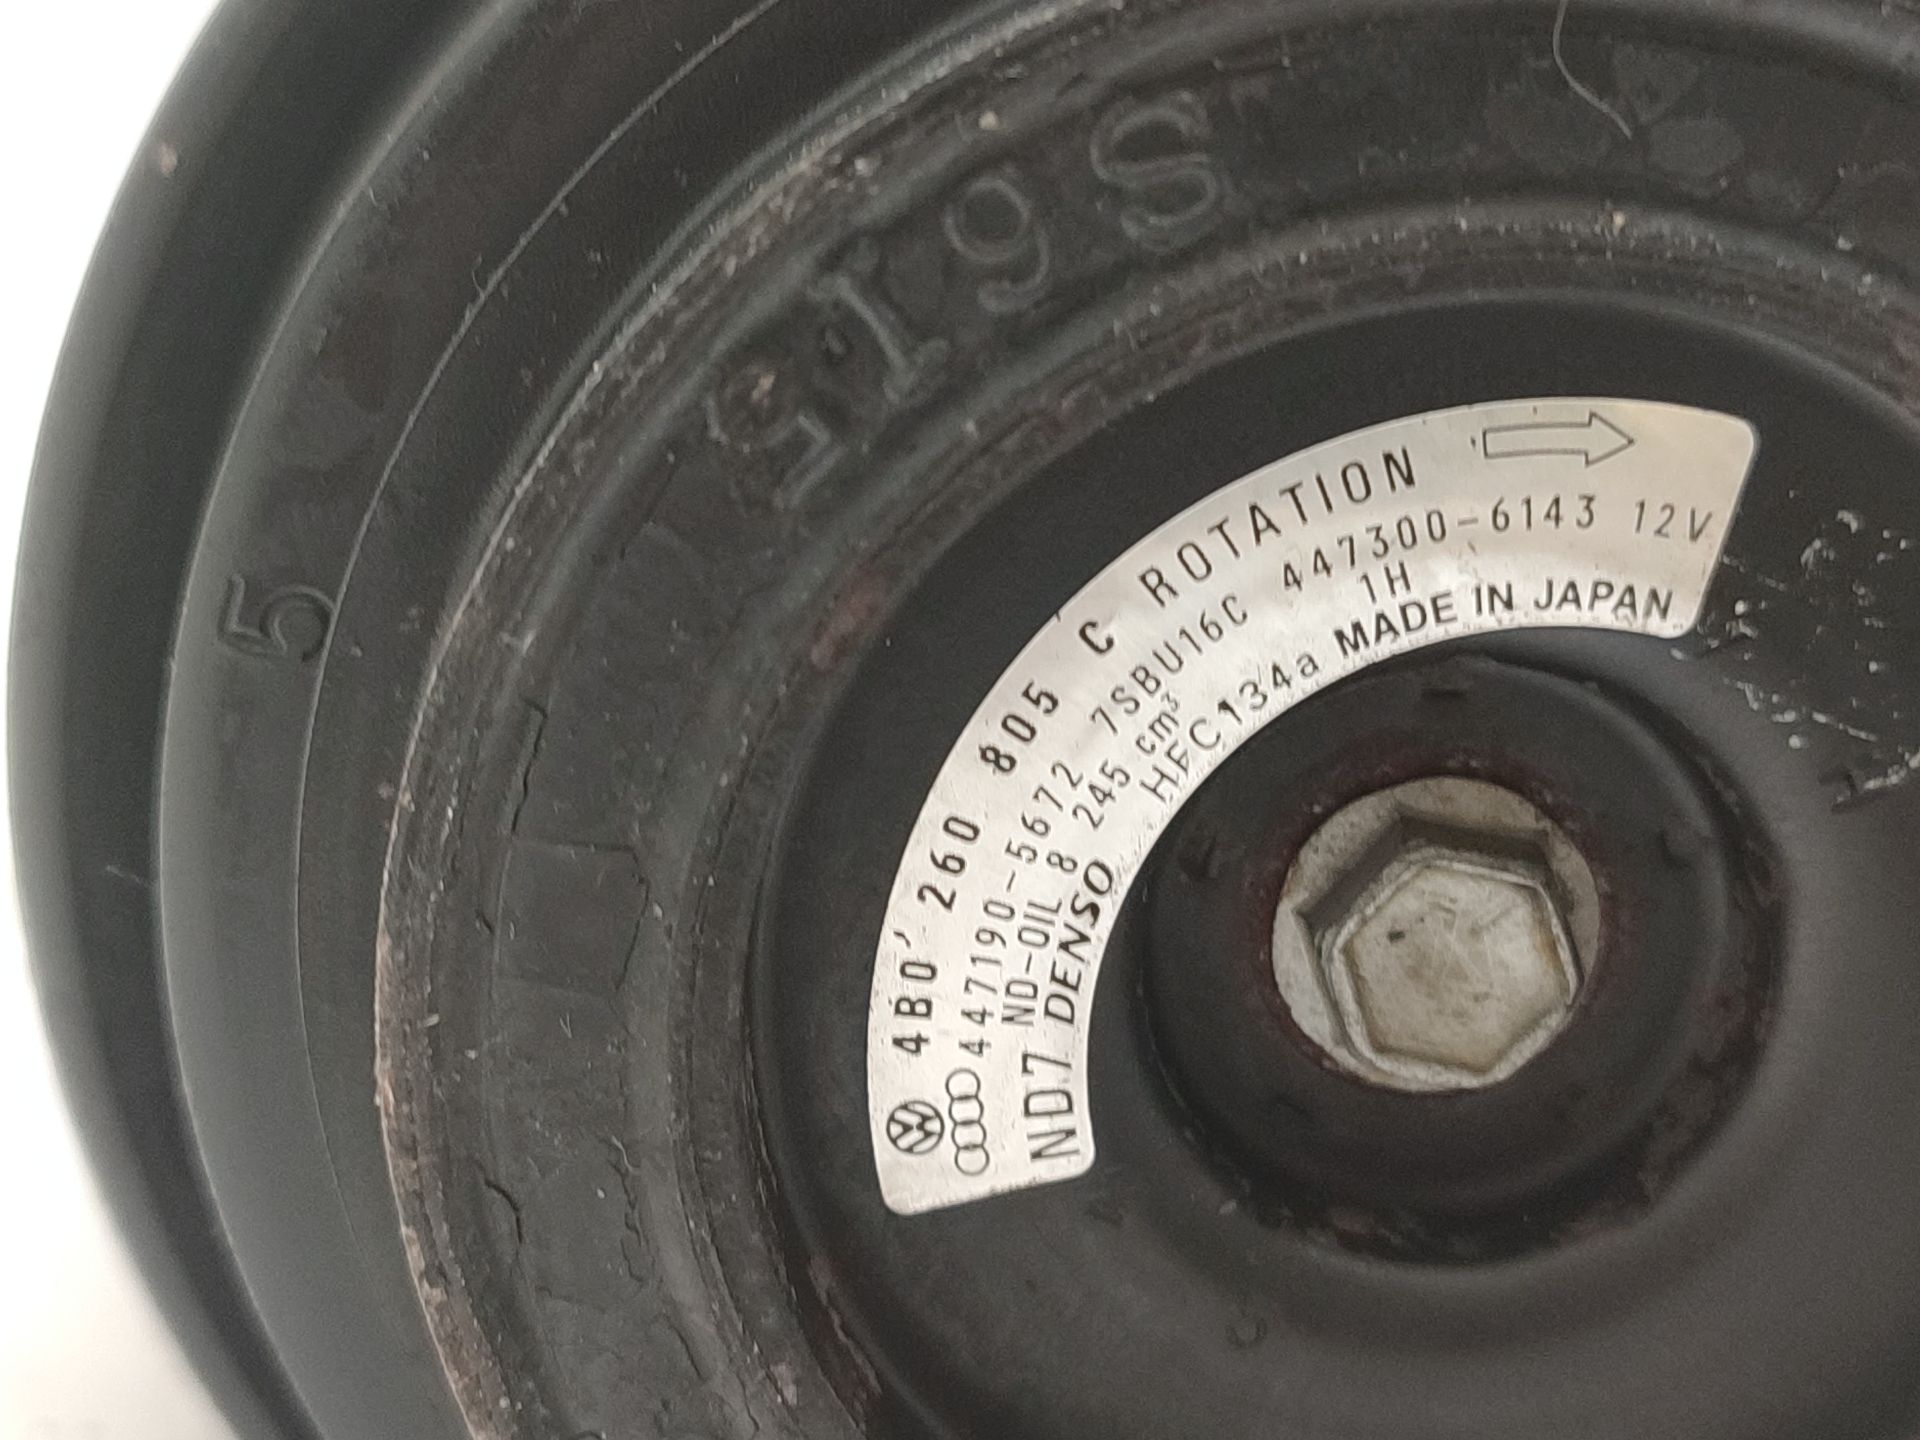 S619
5
4B0 260 805 C ROTATION
447190-5672 7SBU16C 447300-6143 12V
ND-OIL 8 245 cm³ 1H
ND7 DENSO HFC134a MADE IN JAPAN